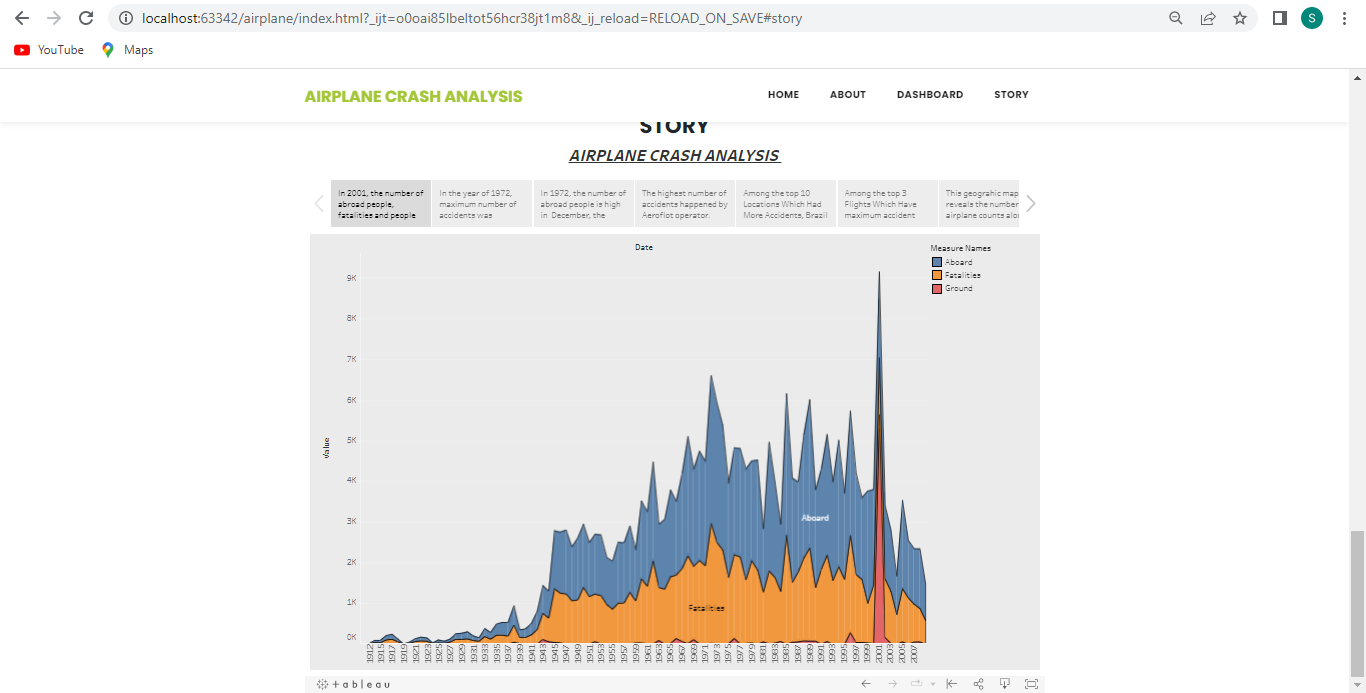 localhost:63342/airplane/index.html?_ijt=o0oai85lbeltot56hcr38jt1m8&_ij_reload=RELOAD_ON_SAVE#story
S
YouTube
Maps
AIRPLANE CRASH ANALYSIS
HOME
ABOUT
DASHBOARD
STORY
STORY
AIRPLANE CRASH ANALYSIS
In 2001, the number of
abroad people,
fatalities and people
In the year of 1972,
maximum number of
accidents was
In 1972, the number of
abroad people is high
in December, the
The highest number of
accidents happened by
Aeroflot operator.
Among the top 10
Locations Which Had
More Accidents, Brazil
Among the top 3
Flights Which Have
maximum accident
This geograhic map
reveals the number
airplane counts alo
Date
Measure Names
Aboard
Fatalities
Ground
9K
8K
7K
6K
5K
4K
3K
2K
1K
0K
Value
Aboard
Fatalities
1912 1915 1917 1919 1921 1923 1925 1927 1929 1931 1933 1935 1937 1939 1941 1943 1945 1947 1949 1951 1953 1955 1957 1959 1961 1963 1965 1967 1969 1971 1973 1975 1977 1979 1981 1983 1985 1987 1989 1991 1993 1995 1997 1999 2001 2003 2005 2007
+ableau